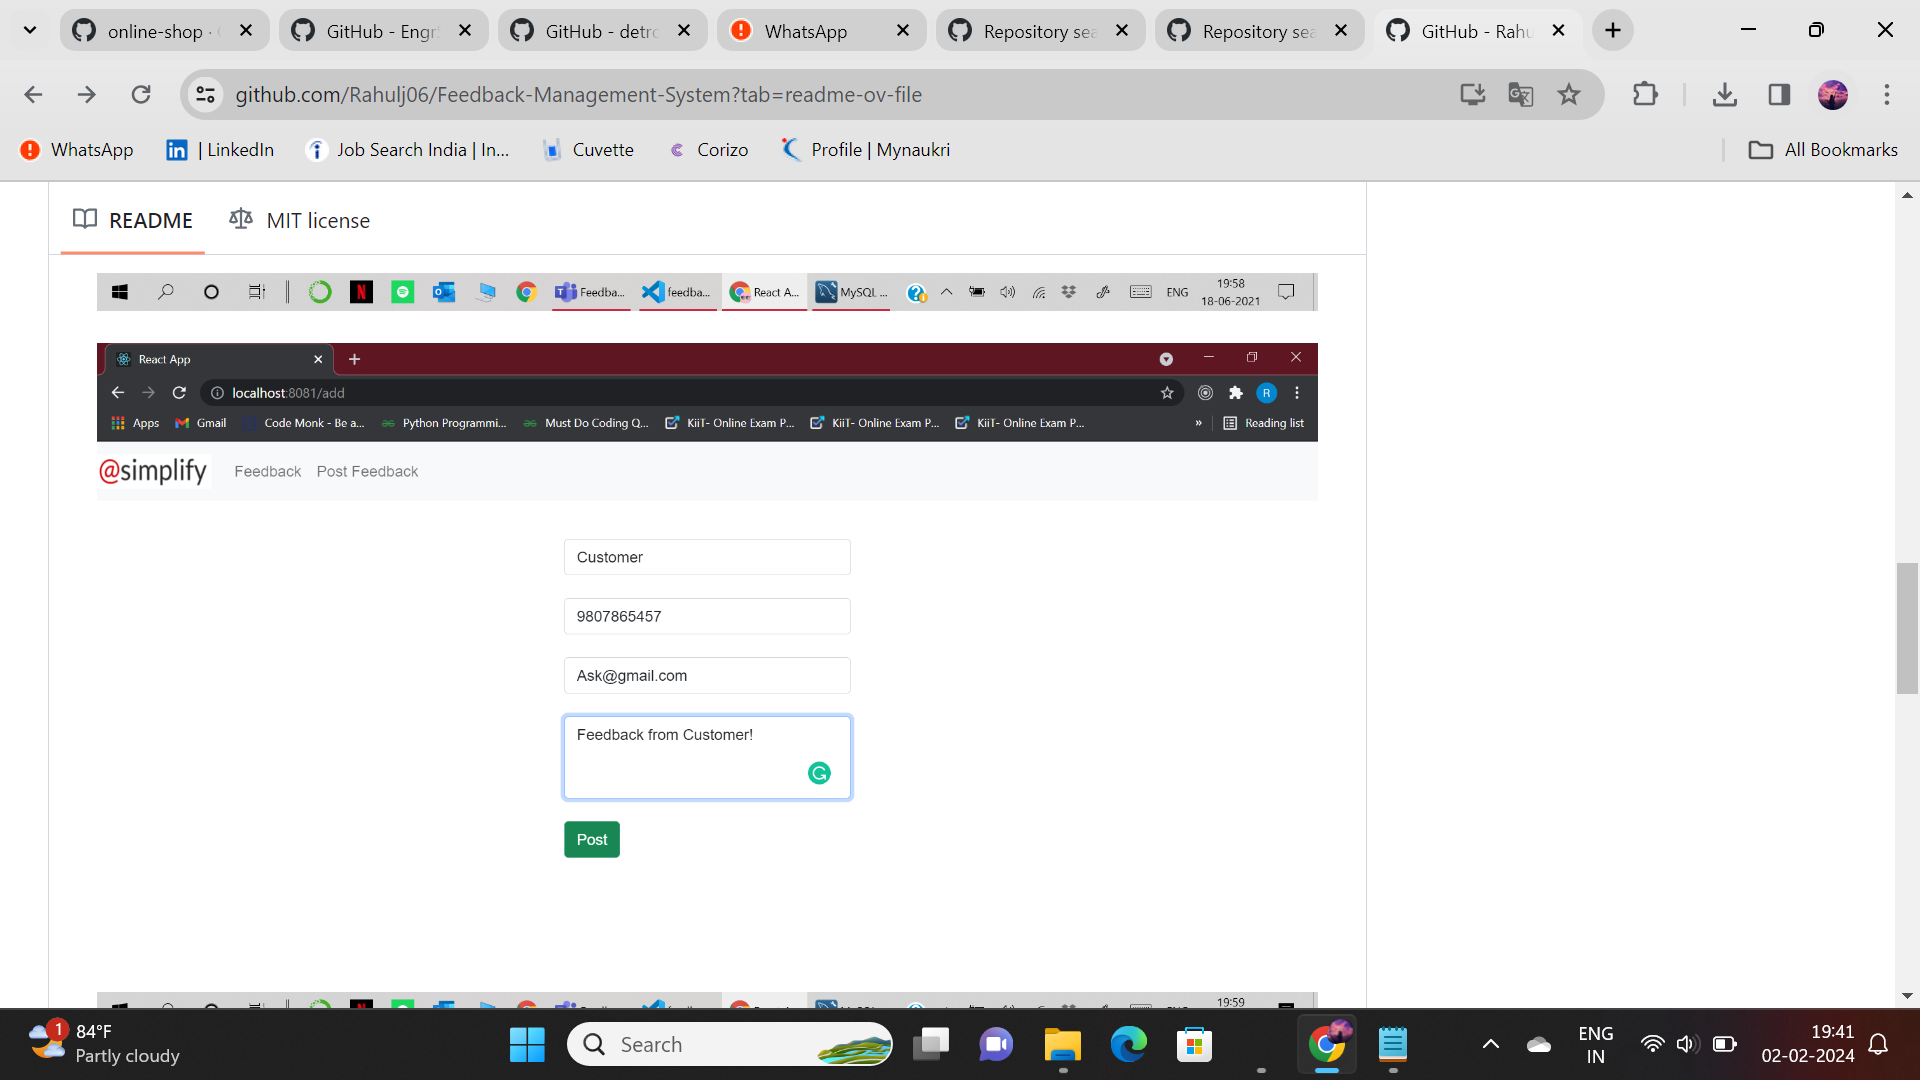 online-shop · 
GitHub - Engr
GitHub - detro
WhatsApp
Repository sea
Repository sea
GitHub - Rahu
github.com/Rahulj06/Feedback-Management-System?tab=readme-ov-file
WhatsApp
in | LinkedIn
Job Search India | In...
Cuvette
Corizo
Profile | Mynaukri
All Bookmarks
README
MIT license
Feedba...
feedba...
React A...
MySQL ...
ENG
19:58
18-06-2021
React App
localhost:8081/add
R
Apps
Gmail
Code Monk - Be a...
Python Programmi...
Must Do Coding Q...
KiiT- Online Exam P...
KiiT- Online Exam P...
KiiT- Online Exam P...
»
Reading list
@simplify
Feedback
Post Feedback
Customer
9807865457
Ask@gmail.com
Feedback from Customer!
Post
19:59
1
84°F
Partly cloudy
Search
ENG
IN
19:41
02-02-2024